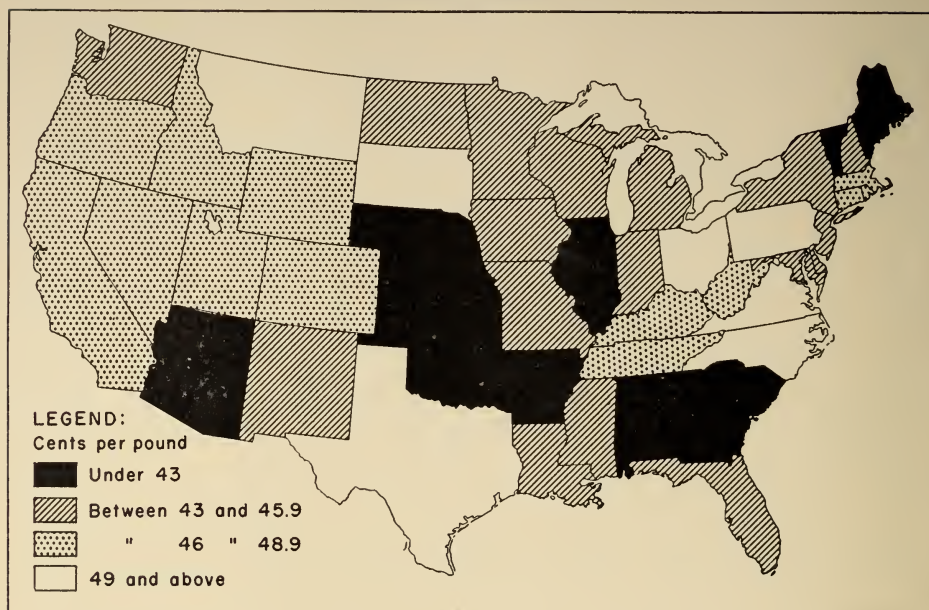 LEGEND:
Cents per pound
Under 43
Between 43 and 45.9
" 46 " 48.9
49 and above